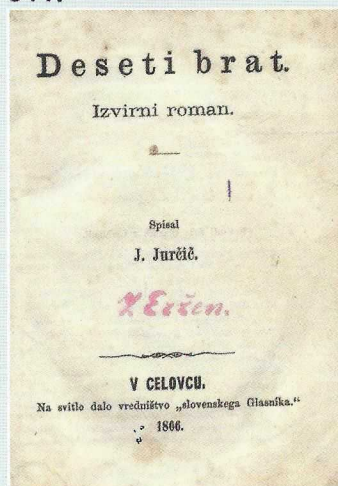 Deseti brat.
Izvirni roman.
Spisal
J. Jurčič.
V CELOVCU.
Na svitlo dalo vredništvo „slovenskega Glasnika.“
1866.